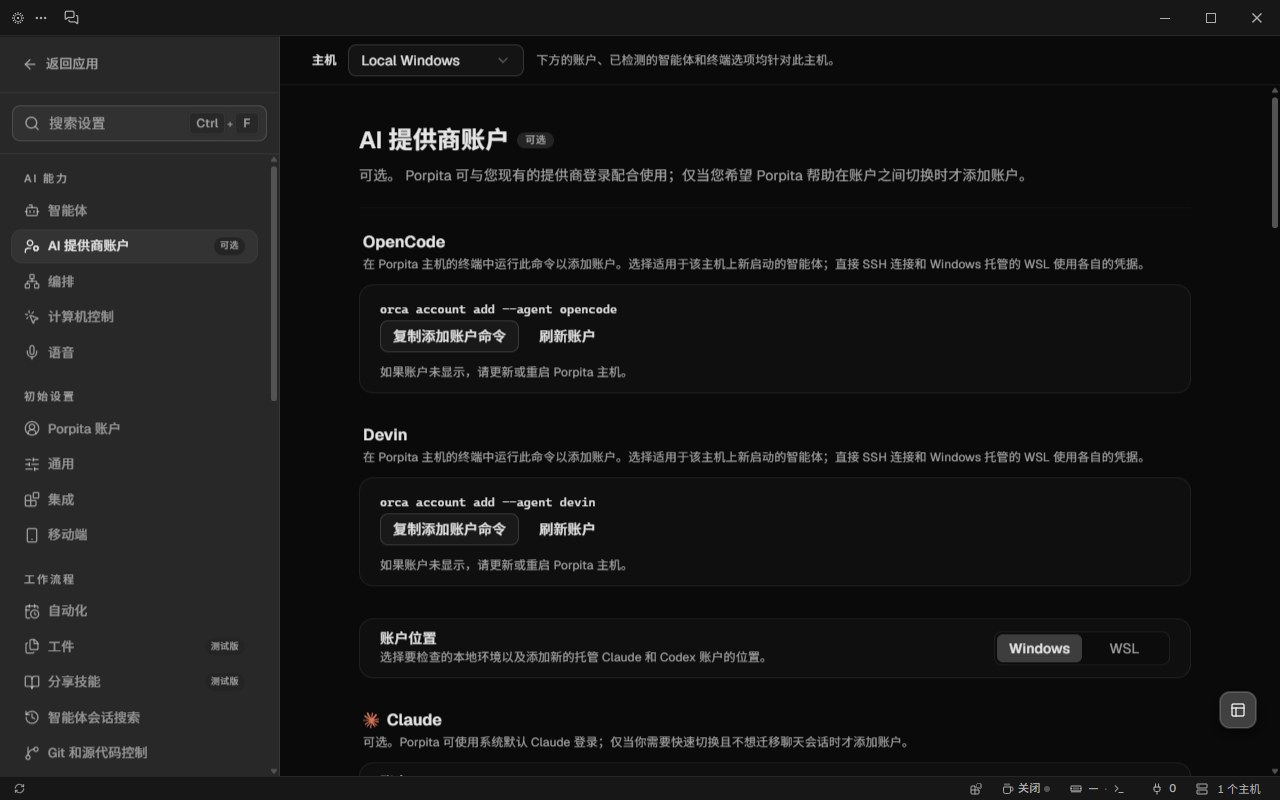 返回应用
主机 Local Windows 下方的账户、已检测的智能体和终端选项均针对此主机。
搜索设置 Ctrl + F
AI 能力
智能体
AI 提供商账户 可选
编排
计算机控制
语音
初始设置
Porpita 账户
通用
集成
移动端
工作流程
自动化
工件 测试版
分享技能 测试版
智能体会话搜索
Git 和源代码控制
AI 提供商账户 可选
可选。 Porpita 可与您现有的提供商登录配合使用；仅当您希望 Porpita 帮助在账户之间切换时才添加账户。
OpenCode
在 Porpita 主机的终端中运行此命令以添加账户。选择适用于该主机上新启动的智能体；直接 SSH 连接和 Windows 托管的 WSL 使用各自的凭据。
orca account add --agent opencode
复制添加账户命令 刷新账户
如果账户未显示，请更新或重启 Porpita 主机。
Devin
在 Porpita 主机的终端中运行此命令以添加账户。选择适用于该主机上新启动的智能体；直接 SSH 连接和 Windows 托管的 WSL 使用各自的凭据。
orca account add --agent devin
复制添加账户命令 刷新账户
如果账户未显示，请更新或重启 Porpita 主机。
账户位置
选择要检查的本地环境以及添加新的托管 Claude 和 Codex 账户的位置。
Windows WSL
Claude
可选。Porpita 可使用系统默认 Claude 登录；仅当你需要快速切换且不想迁移聊天会话时才添加账户。
关闭 0 1 个主机